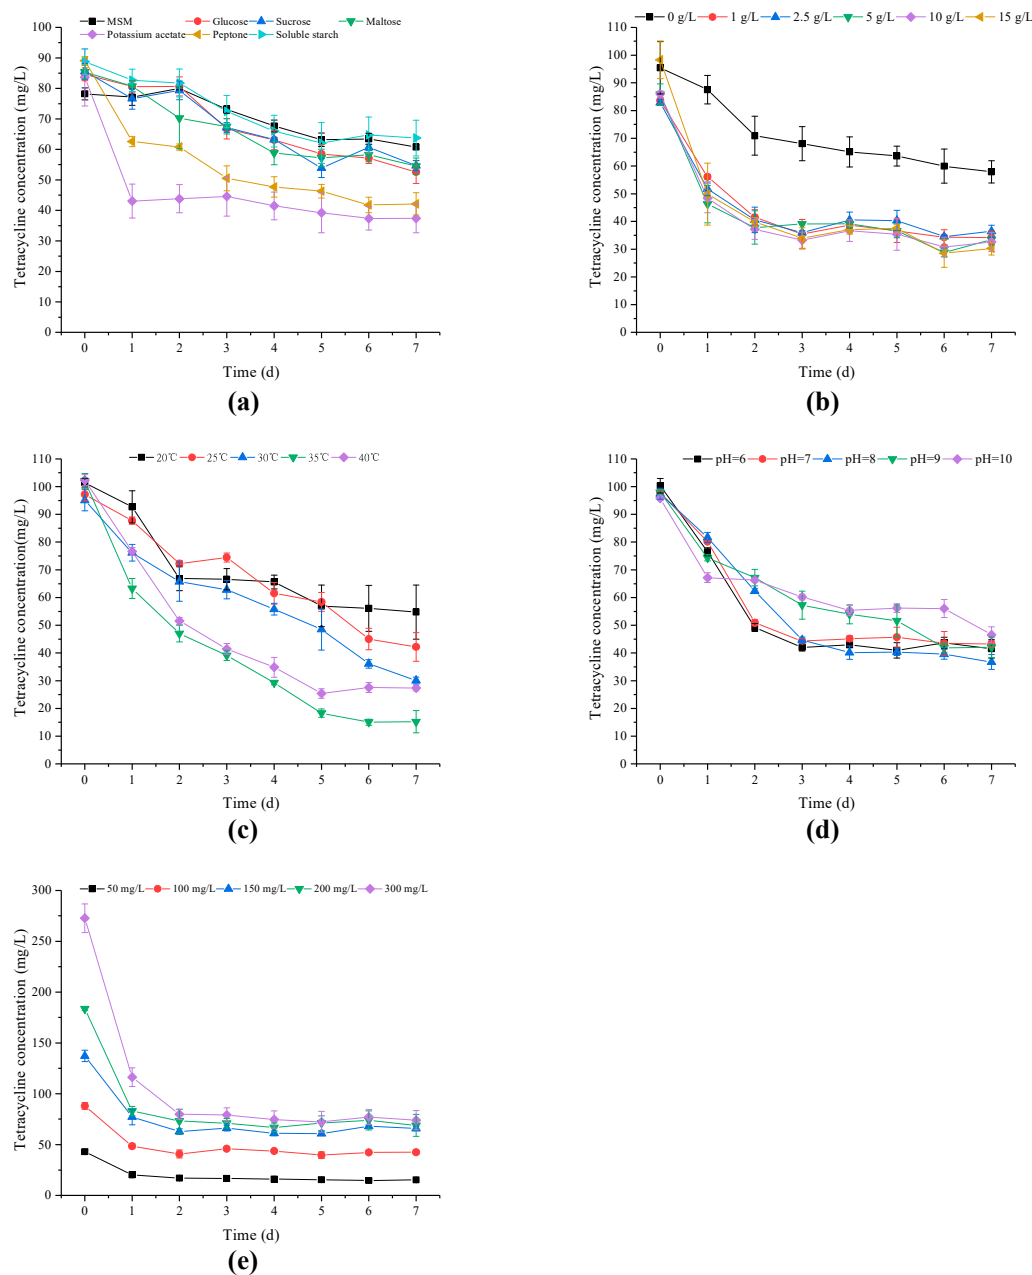 MSM Glucose Sucrose Maltose
Potassium acetate Peptone Soluble starch
Tetracycline concentration (mg/L)
100
90
80
70
60
50
40
30
20
10
0
0 1 2 3 4 5 6 7
Time (d)
(a)
0 g/L 1 g/L 2.5 g/L 5 g/L 10 g/L 15 g/L
Tetracycline concentration (mg/L)
110
100
90
80
70
60
50
40
30
20
10
0
0 1 2 3 4 5 6 7
Time (d)
(b)
20℃ 25℃ 30℃ 35℃ 40℃
Tetracycline concentration(mg/L)
110
100
90
80
70
60
50
40
30
20
10
0
0 1 2 3 4 5 6 7
Time (d)
(c)
pH=6 pH=7 pH=8 pH=9 pH=10
Tetracycline concentration (mg/L)
110
100
90
80
70
60
50
40
30
20
10
0
0 1 2 3 4 5 6 7
Time (d)
(d)
50 mg/L 100 mg/L 150 mg/L 200 mg/L 300 mg/L
Tetracycline concentration (mg/L)
300
250
200
150
100
50
0
0 1 2 3 4 5 6 7
Time (d)
(e)